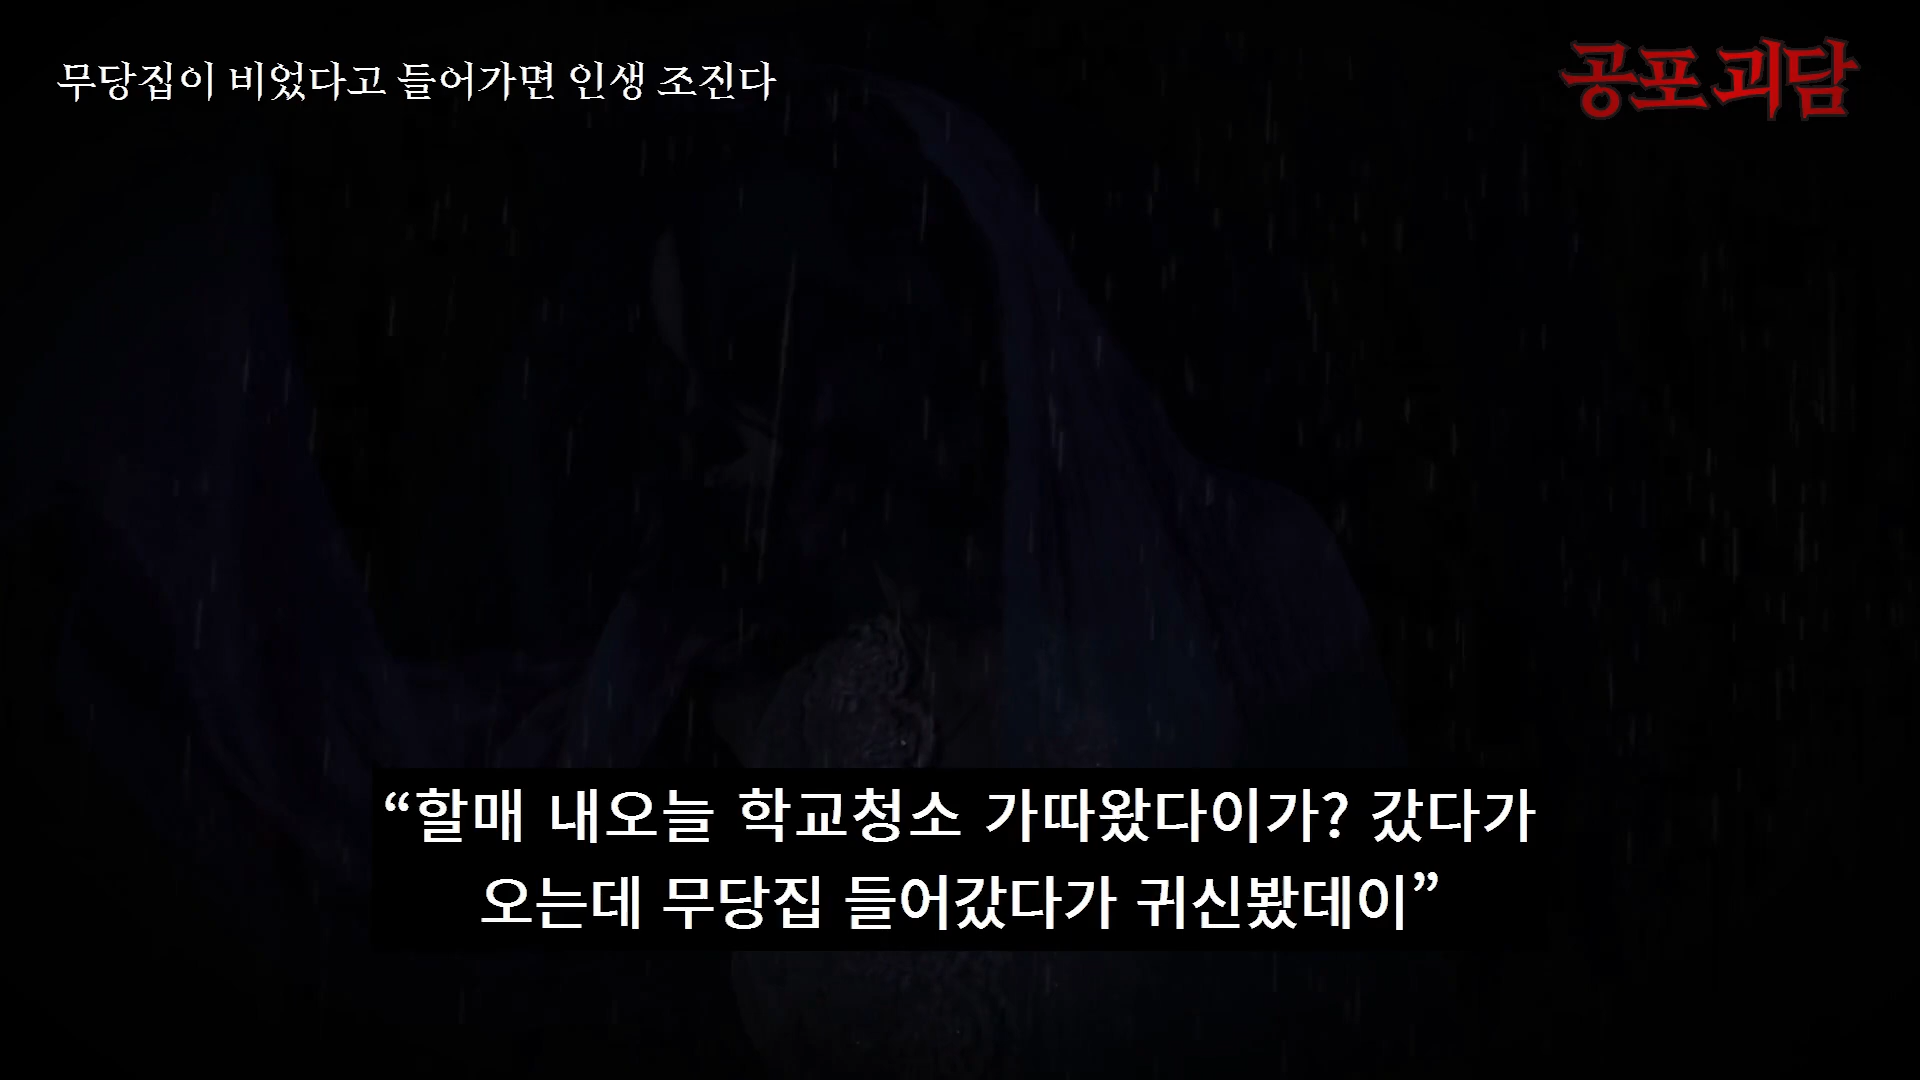 무당집이 비었다고 들어가면 인생 조진다
공포 괴담
“할매 내오늘 학교청소 가따왔다이가? 갔다가
오는데 무당집 들어갔다가 귀신봤데이”